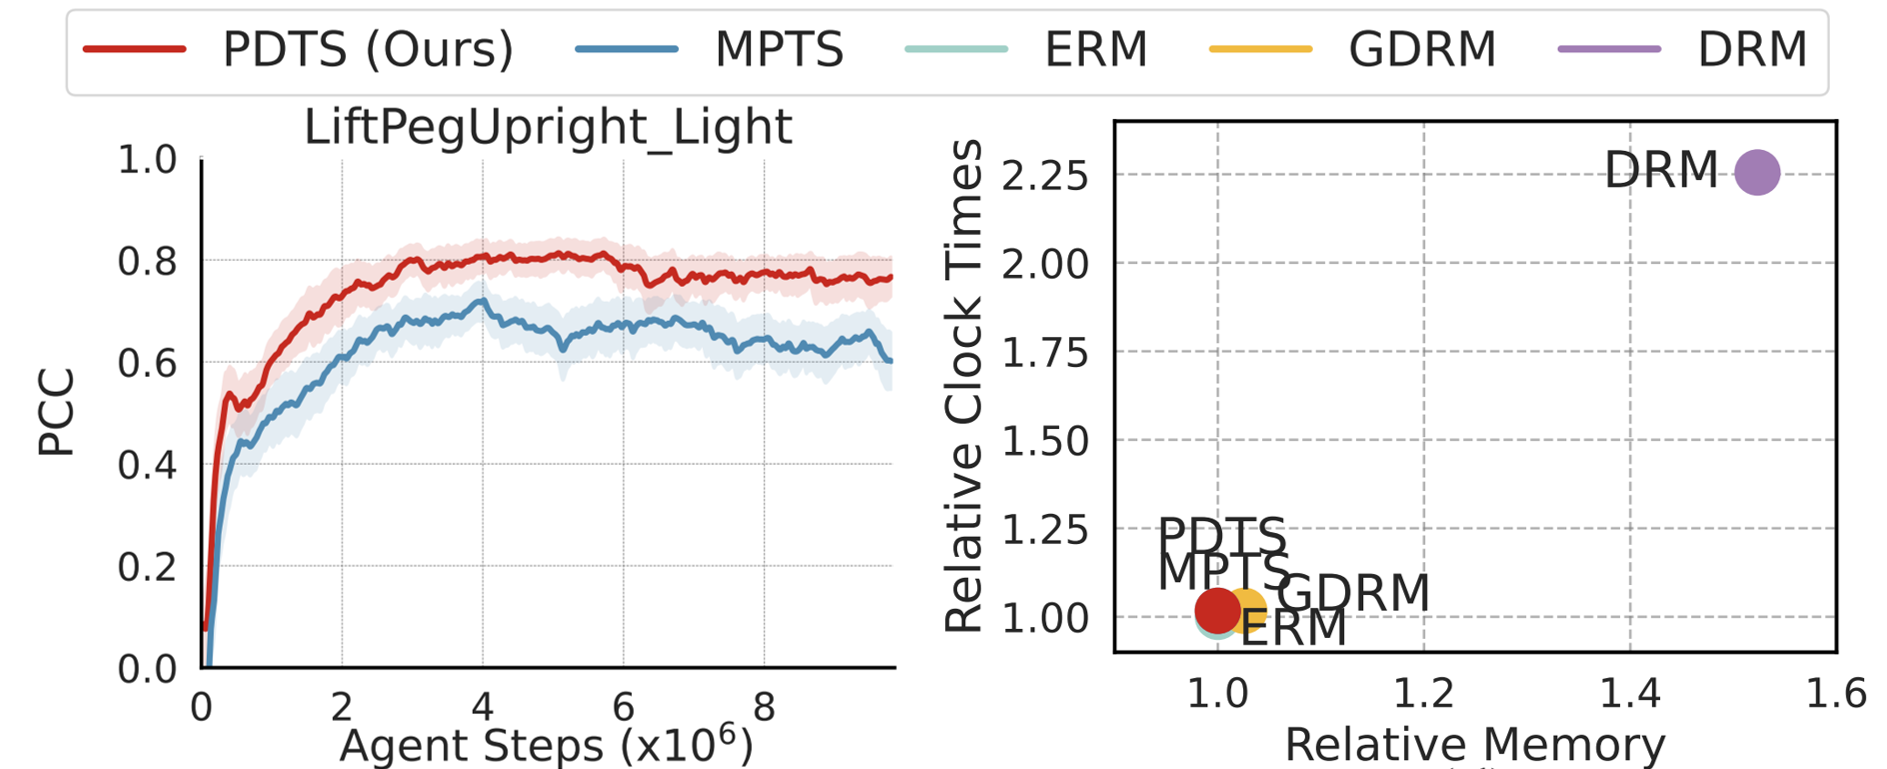 PDTS (Ours) MPTS ERM GDRM DRM
LiftPegUpright_Light
1.0
0.8
0.6
0.4
0.2
0.0
PCC
0 2 4 6 8
Agent Steps (x10⁶)
Relative Clock Times
2.25
2.00
1.75
1.50
1.25
1.00
DRM
PDTS
MPTS
GDRM
ERM
1.0 1.2 1.4 1.6
Relative Memory